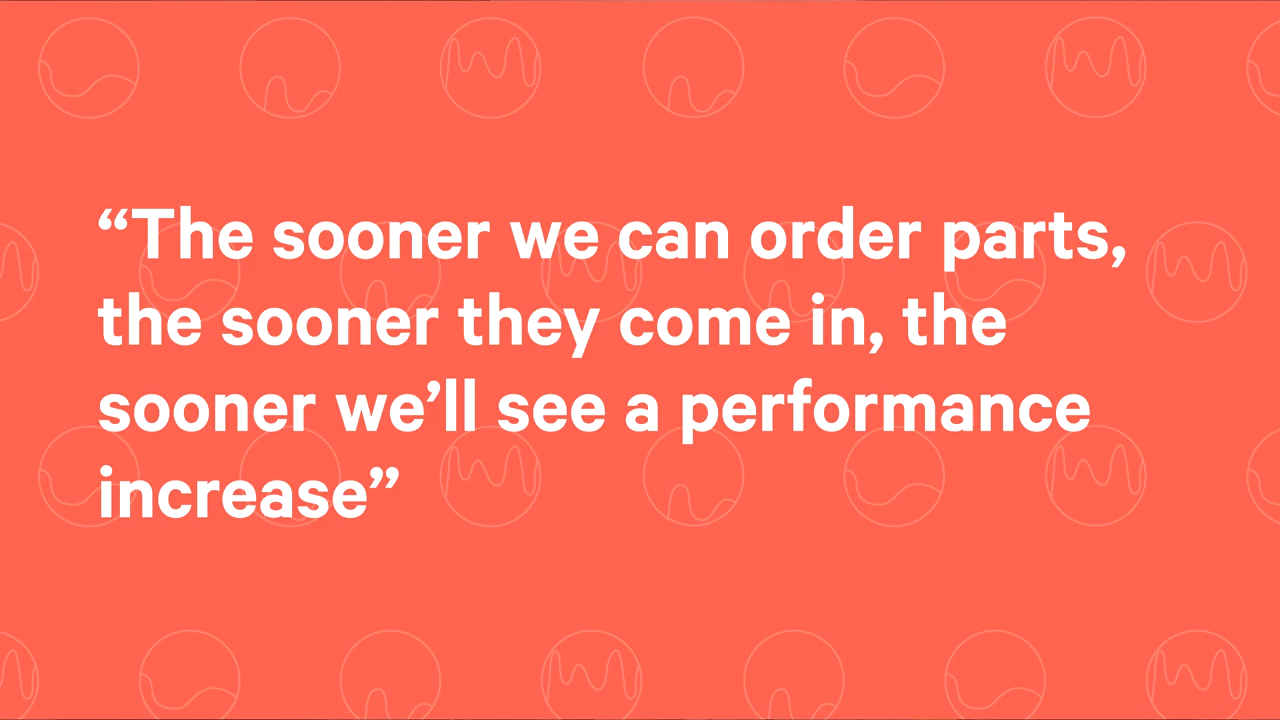 “The sooner we can order parts,
the sooner they come in, the
sooner we’ll see a performance
increase”